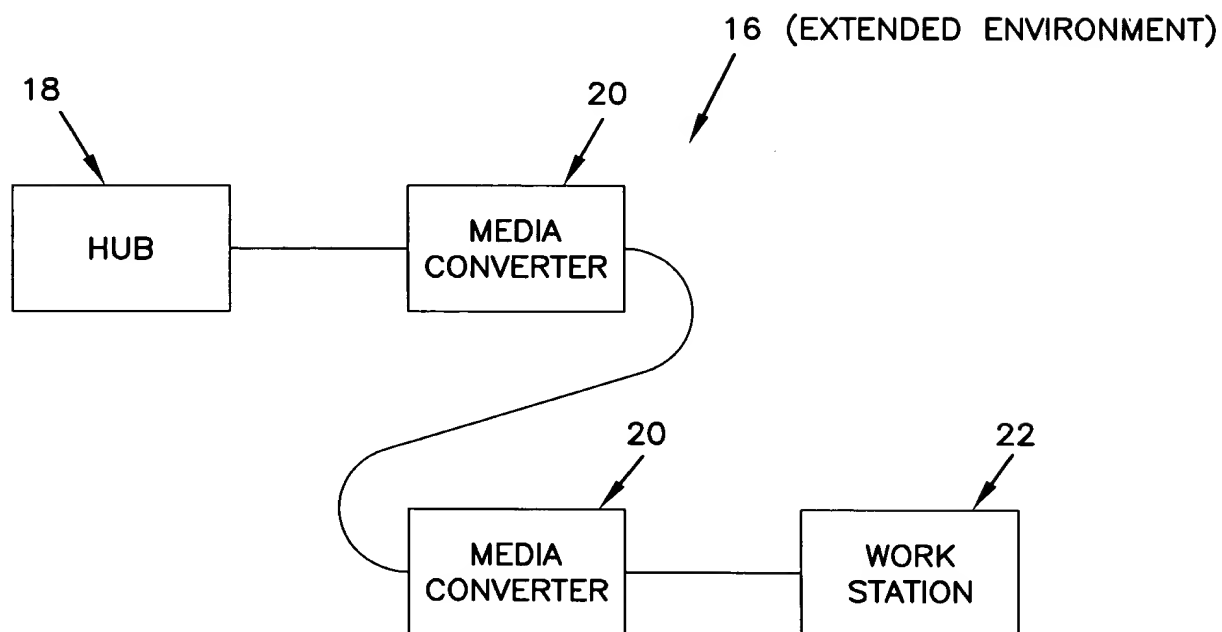 16 (EXTENDED ENVIRONMENT)
18
20
HUB
MEDIA
CONVERTER
20
22
MEDIA
CONVERTER
WORK
STATION